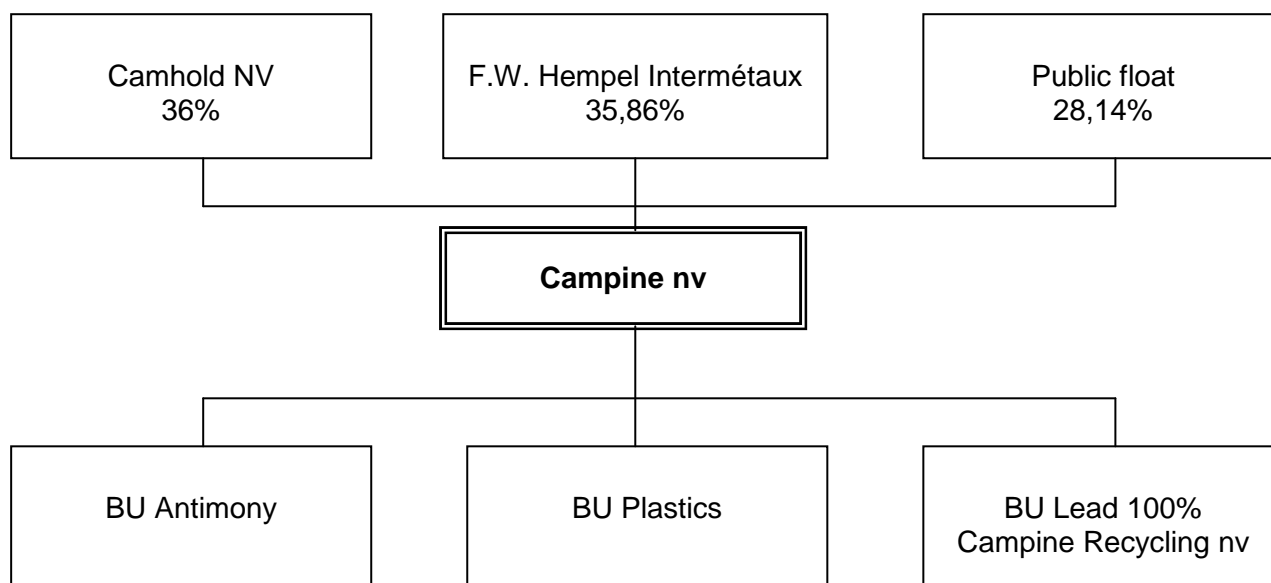 Camhold NV
36%
F.W. Hempel Intermétaux
35,86%
Public float
28,14%
Campine nv
BU Antimony
BU Plastics
BU Lead 100%
Campine Recycling nv